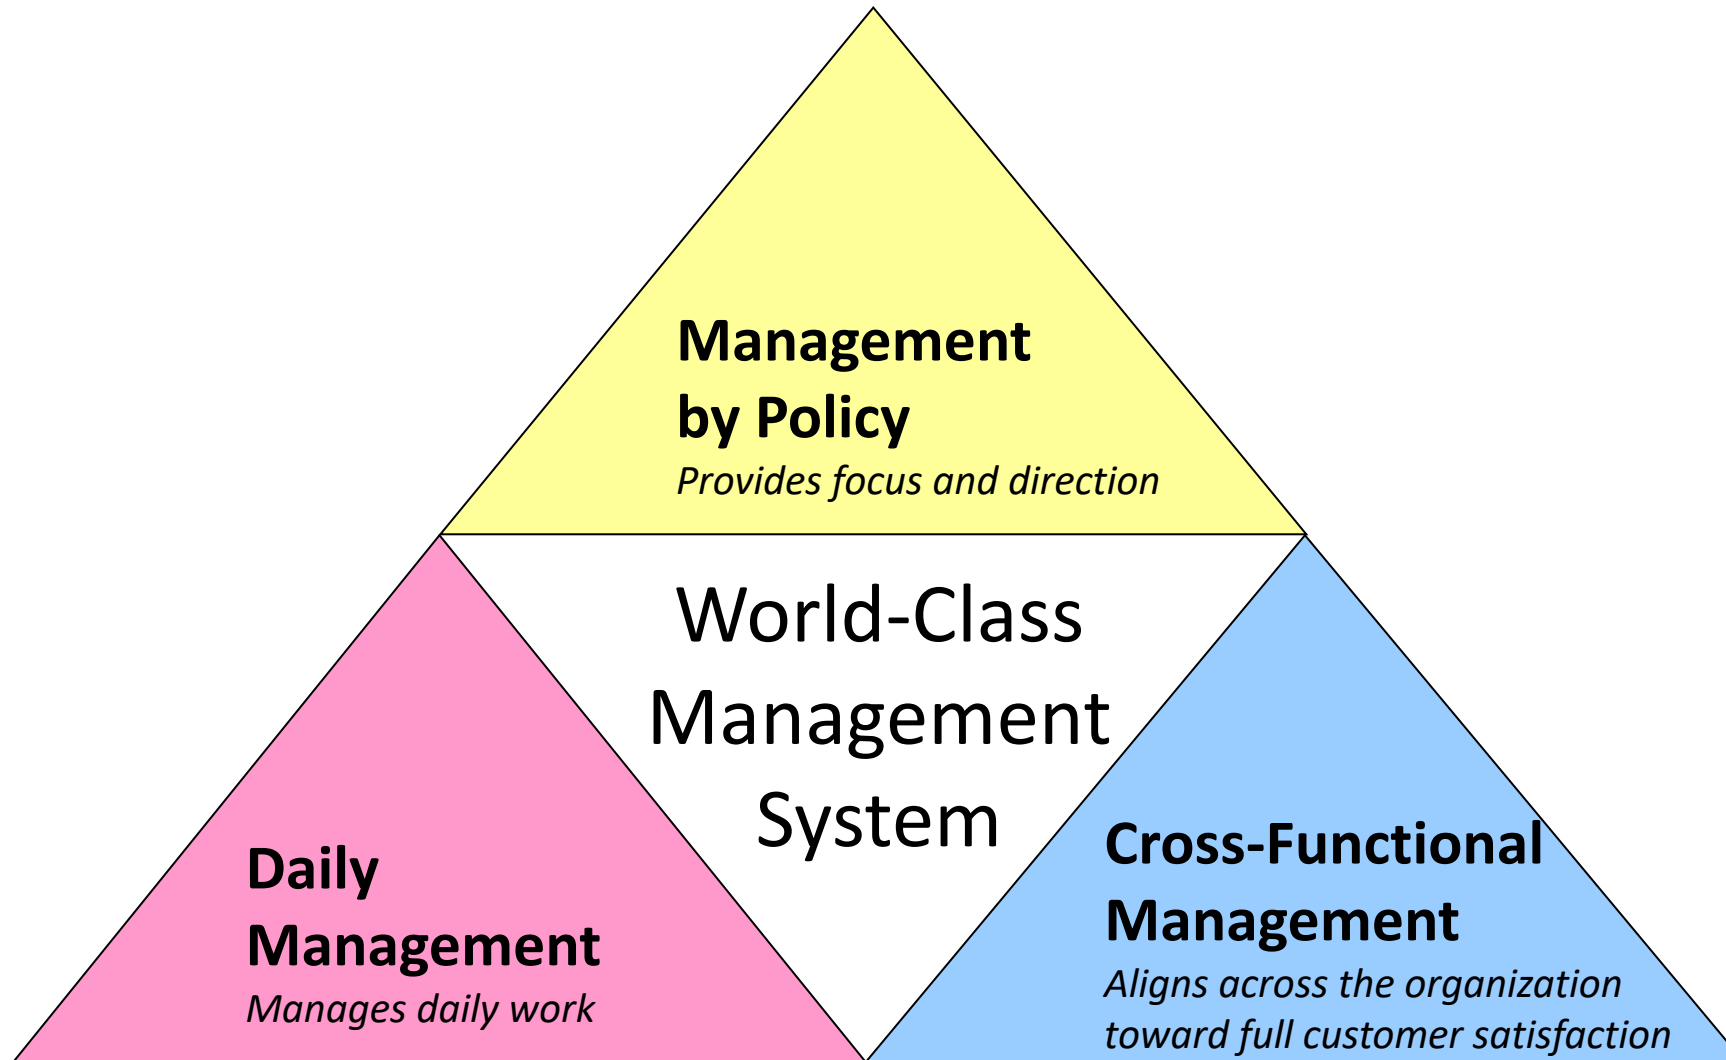 Management
by Policy
Provides focus and direction
World-Class
Management
System
Daily
Management
Manages daily work
Cross-Functional
Management
Aligns across the organization
toward full customer satisfaction